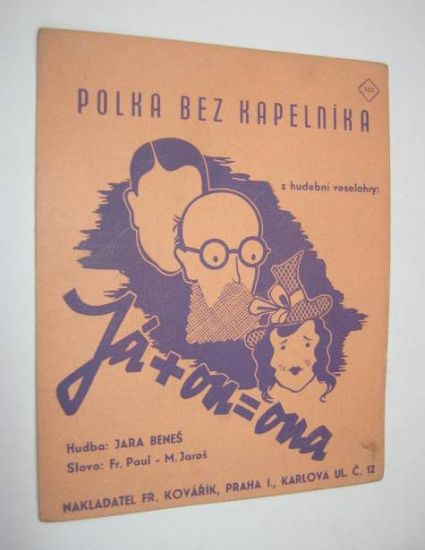 363
POLKA BEZ KAPELNÍKA
z hudební veselohry:
Já + on = ona
Hudba: JARA BENEŠ
Slova: Fr. Paul - M. Jaroš
NAKLADATEL FR. KOVÁŘÍK, PRAHA I., KARLOVA UL. Č. 12